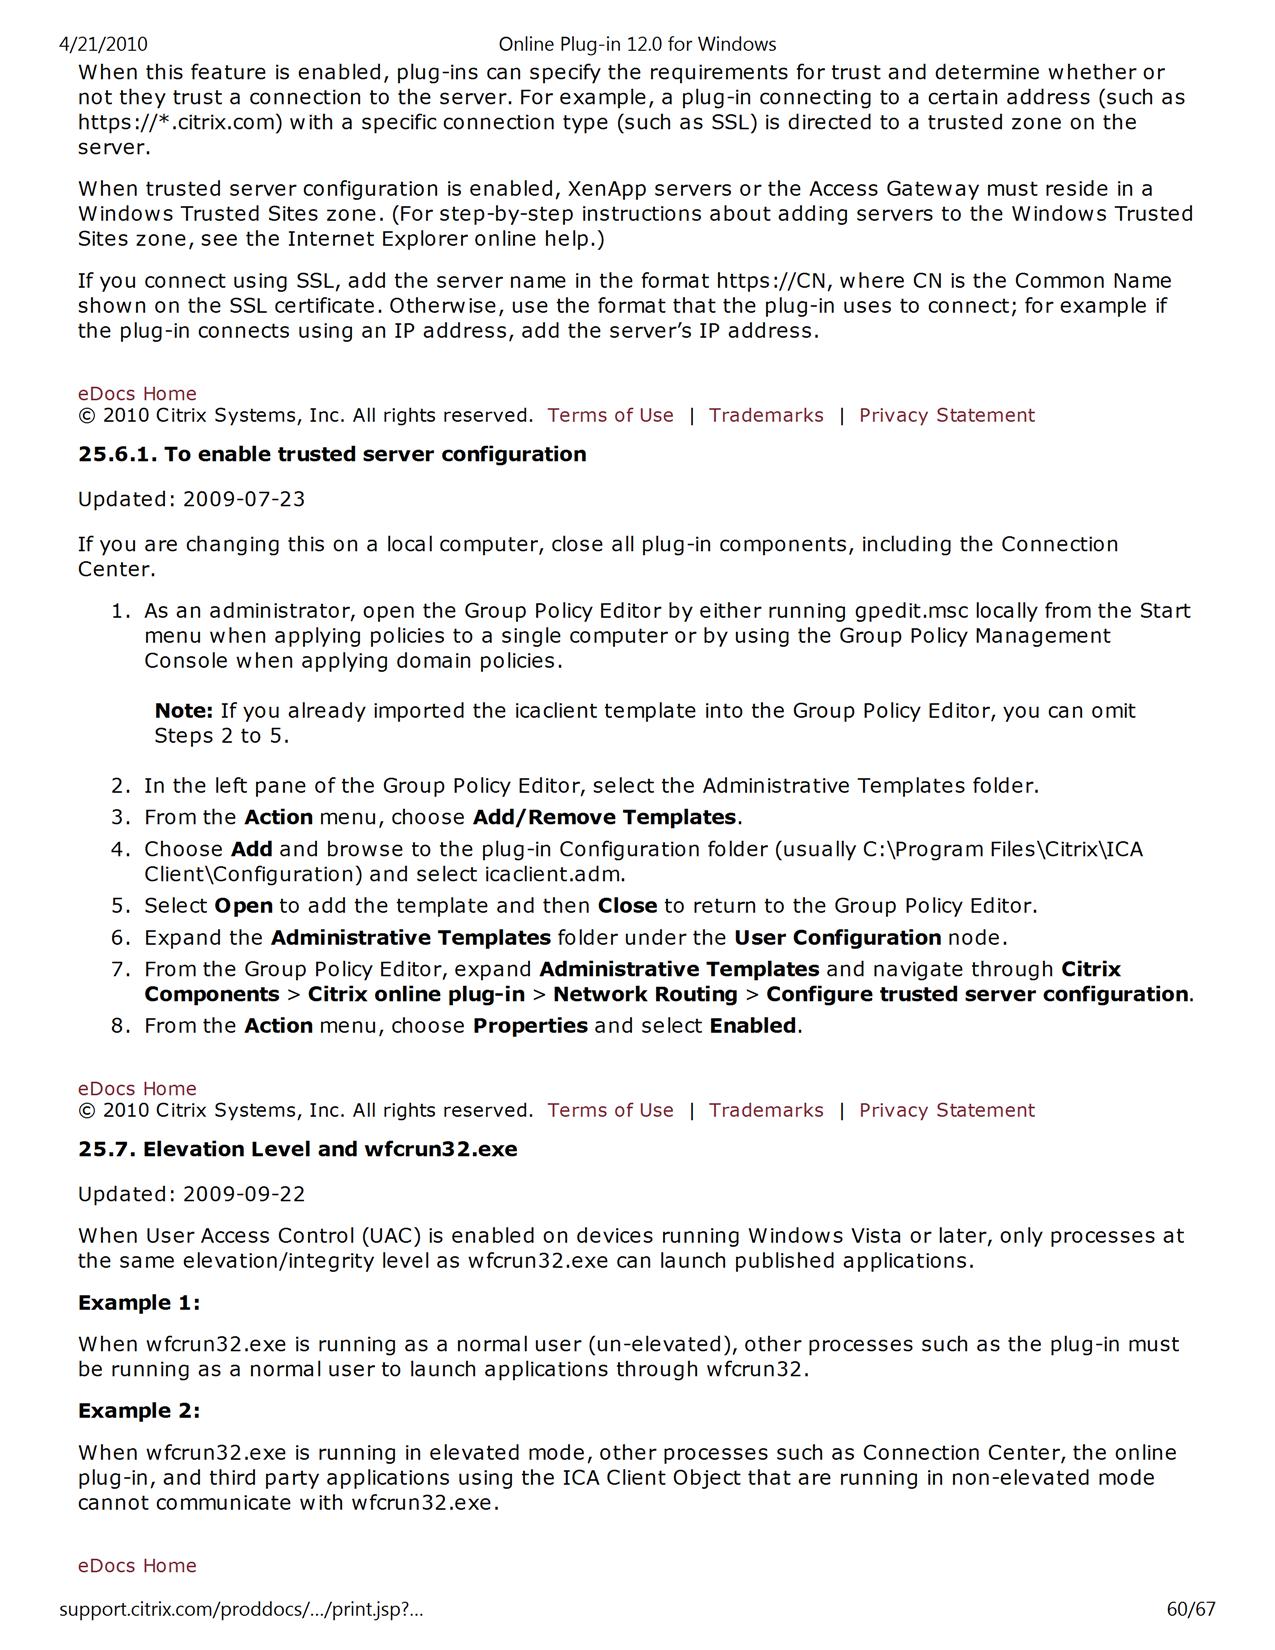 4/21/2010 Online Plug-in 12.0 for Windows
When this feature is enabled, plug-ins can specify the requirements for trust and determine whether or
not they trust a connection to the server. For example, a plug-in connecting to a certain address (such as
https://*.citrix.com) with a specific connection type (such as SSL) is directed to a trusted zone on the
server.
When trusted server configuration is enabled, XenApp servers or the Access Gateway must reside in a
Windows Trusted Sites zone. (For step-by-step instructions about adding servers to the Windows Trusted
Sites zone, see the Internet Explorer online help.)
If you connect using SSL, add the server name in the format https://CN, where CN is the Common Name
shown on the SSL certificate. Otherwise, use the format that the plug-in uses to connect; for example if
the plug-in connects using an IP address, add the server’s IP address.
eDocs Home
© 2010 Citrix Systems, Inc. All rights reserved. Terms of Use | Trademarks | Privacy Statement
25.6.1. To enable trusted server configuration
Updated: 2009-07-23
If you are changing this on a local computer, close all plug-in components, including the Connection
Center.
1. As an administrator, open the Group Policy Editor by either running gpedit.msc locally from the Start
menu when applying policies to a single computer or by using the Group Policy Management
Console when applying domain policies.
Note: If you already imported the icaclient template into the Group Policy Editor, you can omit
Steps 2 to 5.
2. In the left pane of the Group Policy Editor, select the Administrative Templates folder.
3. From the Action menu, choose Add/Remove Templates.
4. Choose Add and browse to the plug-in Configuration folder (usually C:\Program Files\Citrix\ICA
Client\Configuration) and select icaclient.adm.
5. Select Open to add the template and then Close to return to the Group Policy Editor.
6. Expand the Administrative Templates folder under the User Configuration node.
7. From the Group Policy Editor, expand Administrative Templates and navigate through Citrix
Components > Citrix online plug-in > Network Routing > Configure trusted server configuration.
8. From the Action menu, choose Properties and select Enabled.
eDocs Home
© 2010 Citrix Systems, Inc. All rights reserved. Terms of Use | Trademarks | Privacy Statement
25.7. Elevation Level and wfcrun32.exe
Updated: 2009-09-22
When User Access Control (UAC) is enabled on devices running Windows Vista or later, only processes at
the same elevation/integrity level as wfcrun32.exe can launch published applications.
Example 1:
When wfcrun32.exe is running as a normal user (un-elevated), other processes such as the plug-in must
be running as a normal user to launch applications through wfcrun32.
Example 2:
When wfcrun32.exe is running in elevated mode, other processes such as Connection Center, the online
plug-in, and third party applications using the ICA Client Object that are running in non-elevated mode
cannot communicate with wfcrun32.exe.
eDocs Home
support.citrix.com/proddocs/.../print.jsp?... 60/67